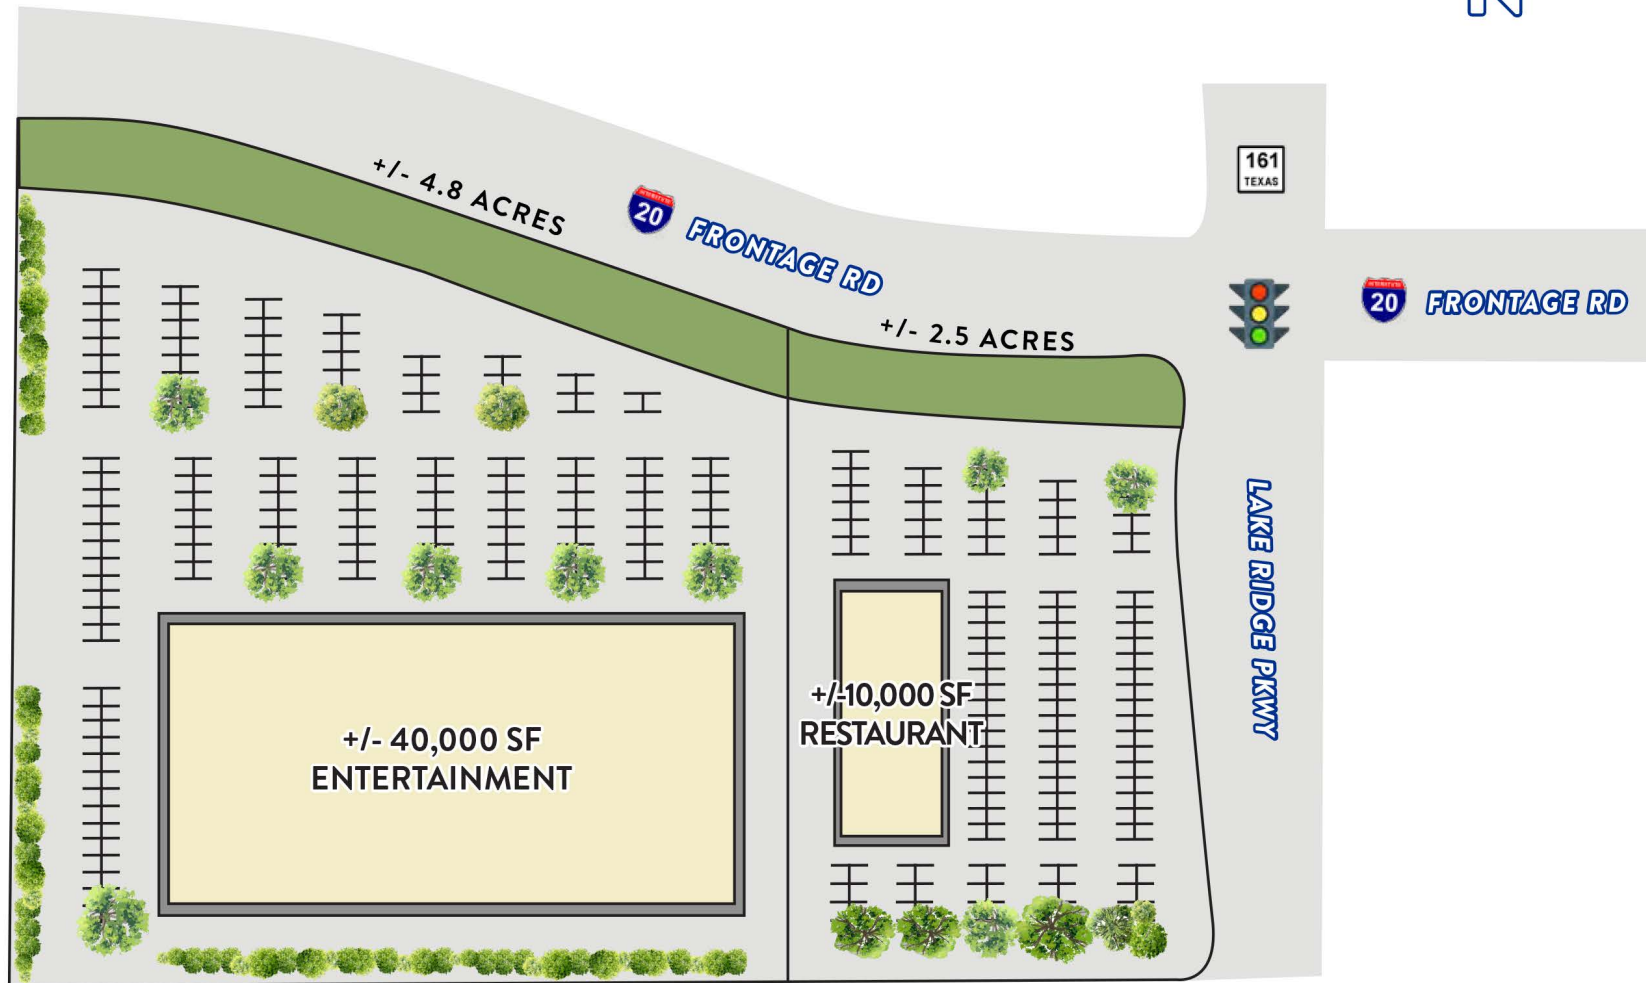 161
TEXAS
+/- 4.8 ACRES
20
FRONTAGE RD
20
FRONTAGE RD
+/- 2.5 ACRES
LAKE RIDGE PKWY
+/-10,000 SF
RESTAURANT
+/- 40,000 SF
ENTERTAINMENT